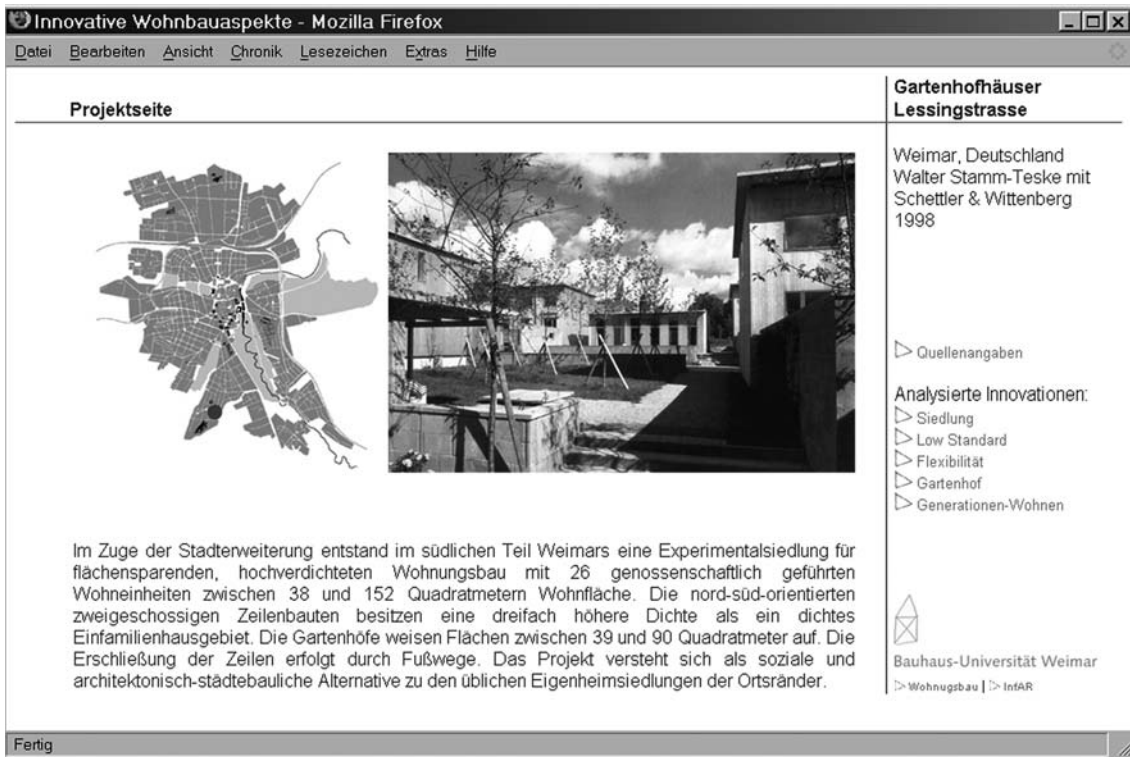 Innovative Wohnbauaspekte - Mozilla Firefox
Datei Bearbeiten Ansicht Chronik Lesezeichen Extras Hilfe
Projektseite
Gartenhofhäuser
Lessingstrasse
Weimar, Deutschland
Walter Stamm-Teske mit
Schettler & Wittenberg
1998
Quellenangaben
Analysierte Innovationen:
Siedlung
Low Standard
Flexibilität
Gartenhof
Generationen-Wohnen
Im Zuge der Stadterweiterung entstand im südlichen Teil Weimars eine Experimentalsiedlung für
flächensparenden, hochverdichteten Wohnungsbau mit 26 genossenschaftlich geführten
Wohneinheiten zwischen 38 und 152 Quadratmetern Wohnfläche. Die nord-süd-orientierten
zweigeschossigen Zeilenbauten besitzen eine dreifach höhere Dichte als ein dichtes
Einfamilienhausgebiet. Die Gartenhöfe weisen Flächen zwischen 39 und 90 Quadratmeter auf. Die
Erschließung der Zeilen erfolgt durch Fußwege. Das Projekt versteht sich als soziale und
architektonisch-städtebauliche Alternative zu den üblichen Eigenheimsiedlungen der Ortsränder.
Bauhaus-Universität Weimar
Wohnugsbau | InfAR
Fertig